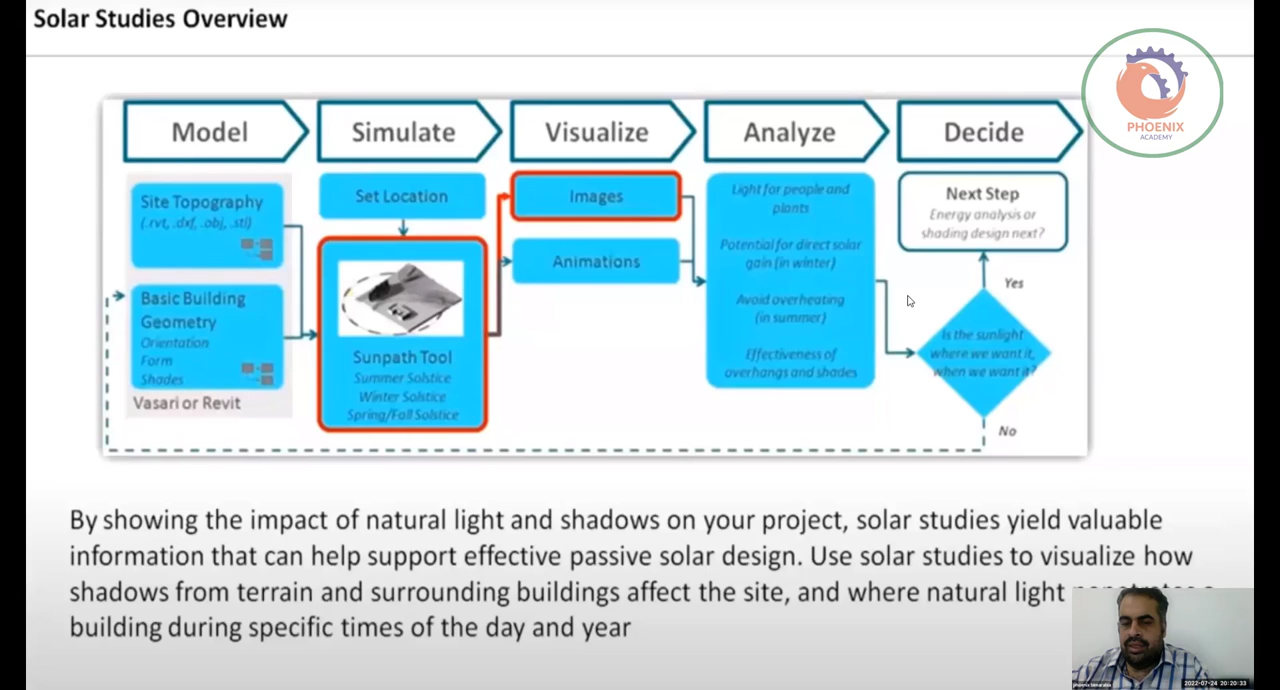 Solar Studies Overview
PHOENIX
ACADEMY
Model
Simulate
Visualize
Analyze
Decide
Site Topography
(.rvt, .dxf, .obj, .stl)
Basic Building
Geometry
Orientation
Form
Shades
Vasari or Revit
Set Location
Sunpath Tool
Summer Solstice
Winter Solstice
Spring/Fall Solstice
Images
Animations
Light for people and
plants
Potential for direct solar
gain (in winter)
Avoid overheating
(in summer)
Effectiveness of
overhangs and shades
Next Step
Energy analysis or
shading design next?
Yes
Is the sunlight
where we want it,
when we want it?
No
By showing the impact of natural light and shadows on your project, solar studies yield valuable
information that can help support effective passive solar design. Use solar studies to visualize how
shadows from terrain and surrounding buildings affect the site, and where natural light
building during specific times of the day and year
2022-07-24 20:20:33